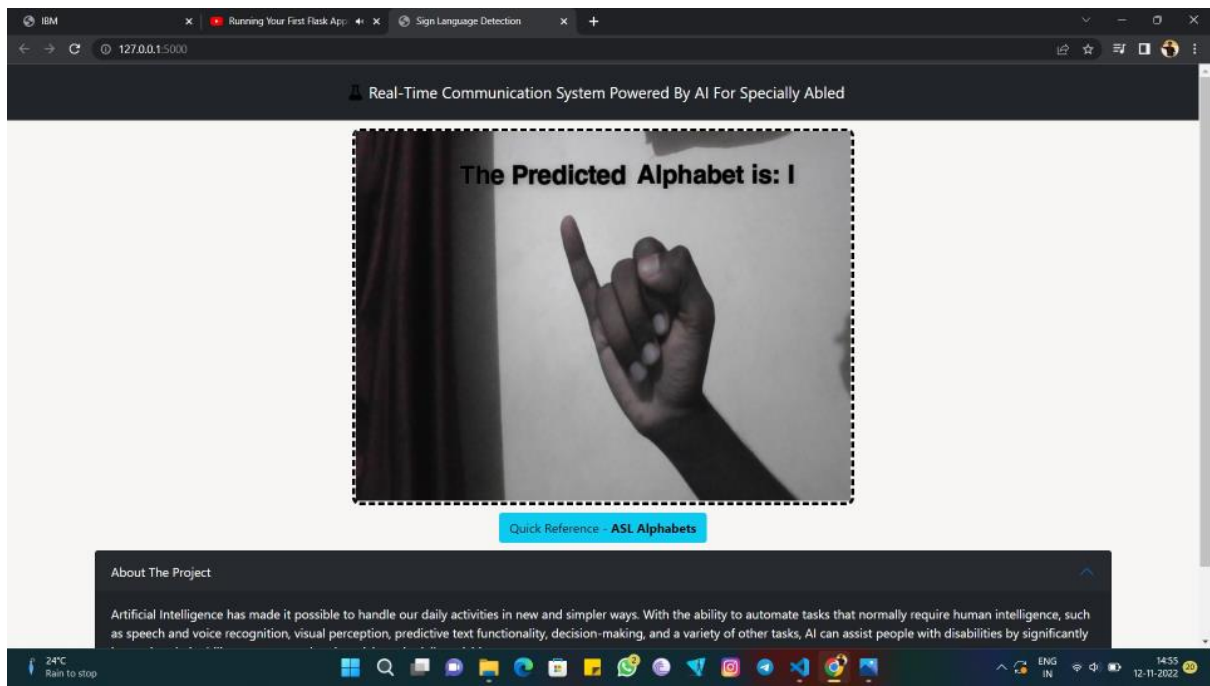 IBM
Running Your First Flask App
Sign Language Detection
127.0.0.1:5000
Real-Time Communication System Powered By AI For Specially Abled
The Predicted Alphabet is: I
Quick Reference - ASL Alphabets
About The Project
Artificial Intelligence has made it possible to handle our daily activities in new and simpler ways. With the ability to automate tasks that normally require human intelligence, such
as speech and voice recognition, visual perception, predictive text functionality, decision-making, and a variety of other tasks, AI can assist people with disabilities by significantly
24°C
Rain to stop
2
ENG
IN
14:55
12-11-2022
20